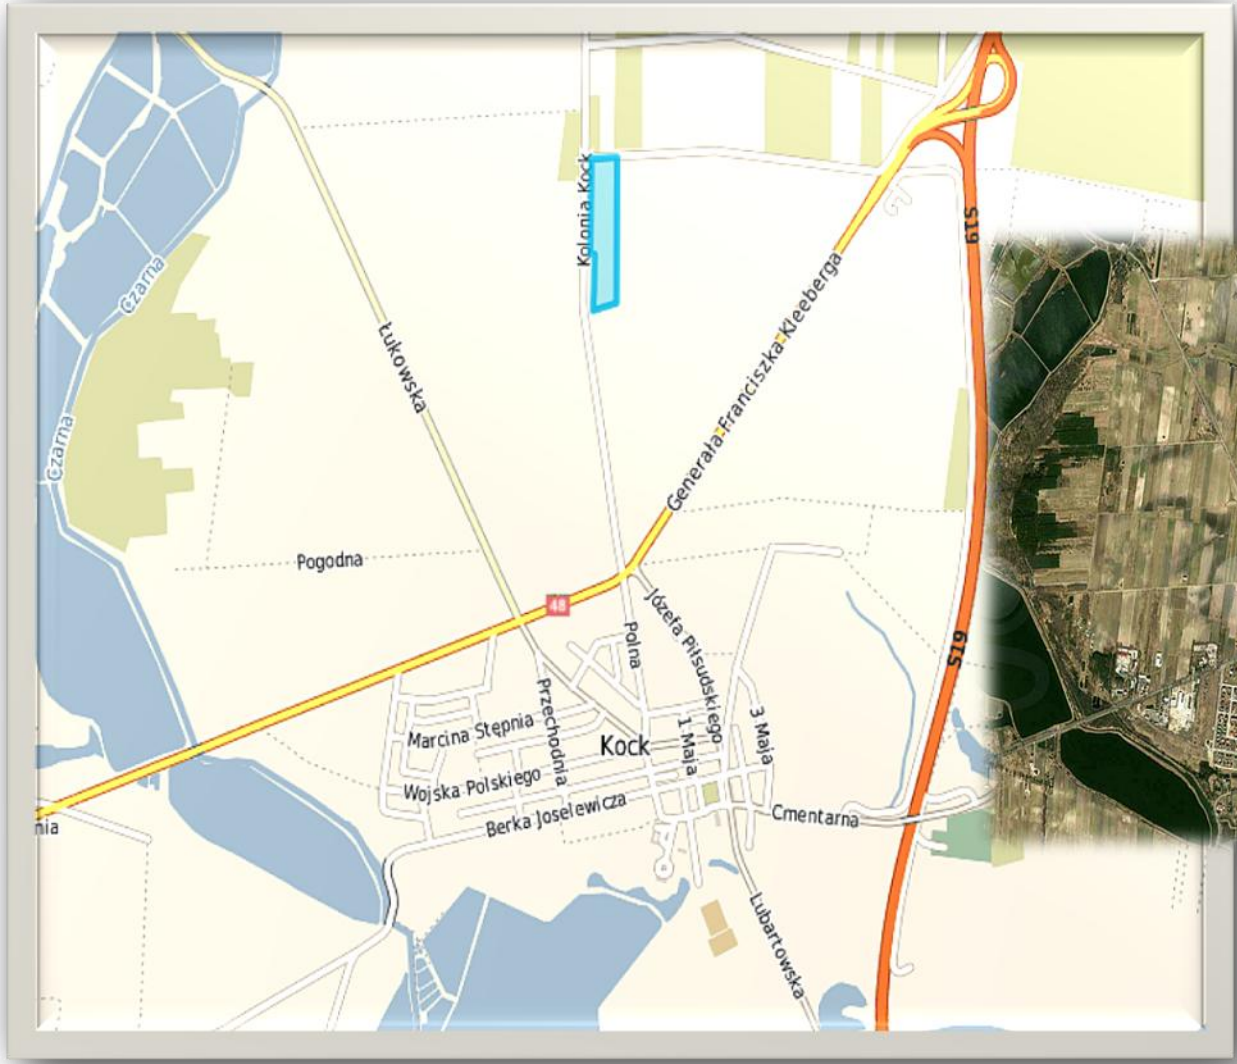 Kolonia Kock
S19
Czarna
Łukowska
Generała Franciszka Kleeberga
Czarna
Pogodna
48
Józefa Piłsudskiego
Polna
S19
Przechodnia
Marcina Stępnia
3 Maja
1 Maja
Kock
Wojska Polskiego
Berka Joselewicza
Cmentarna
nia
Lubartowska